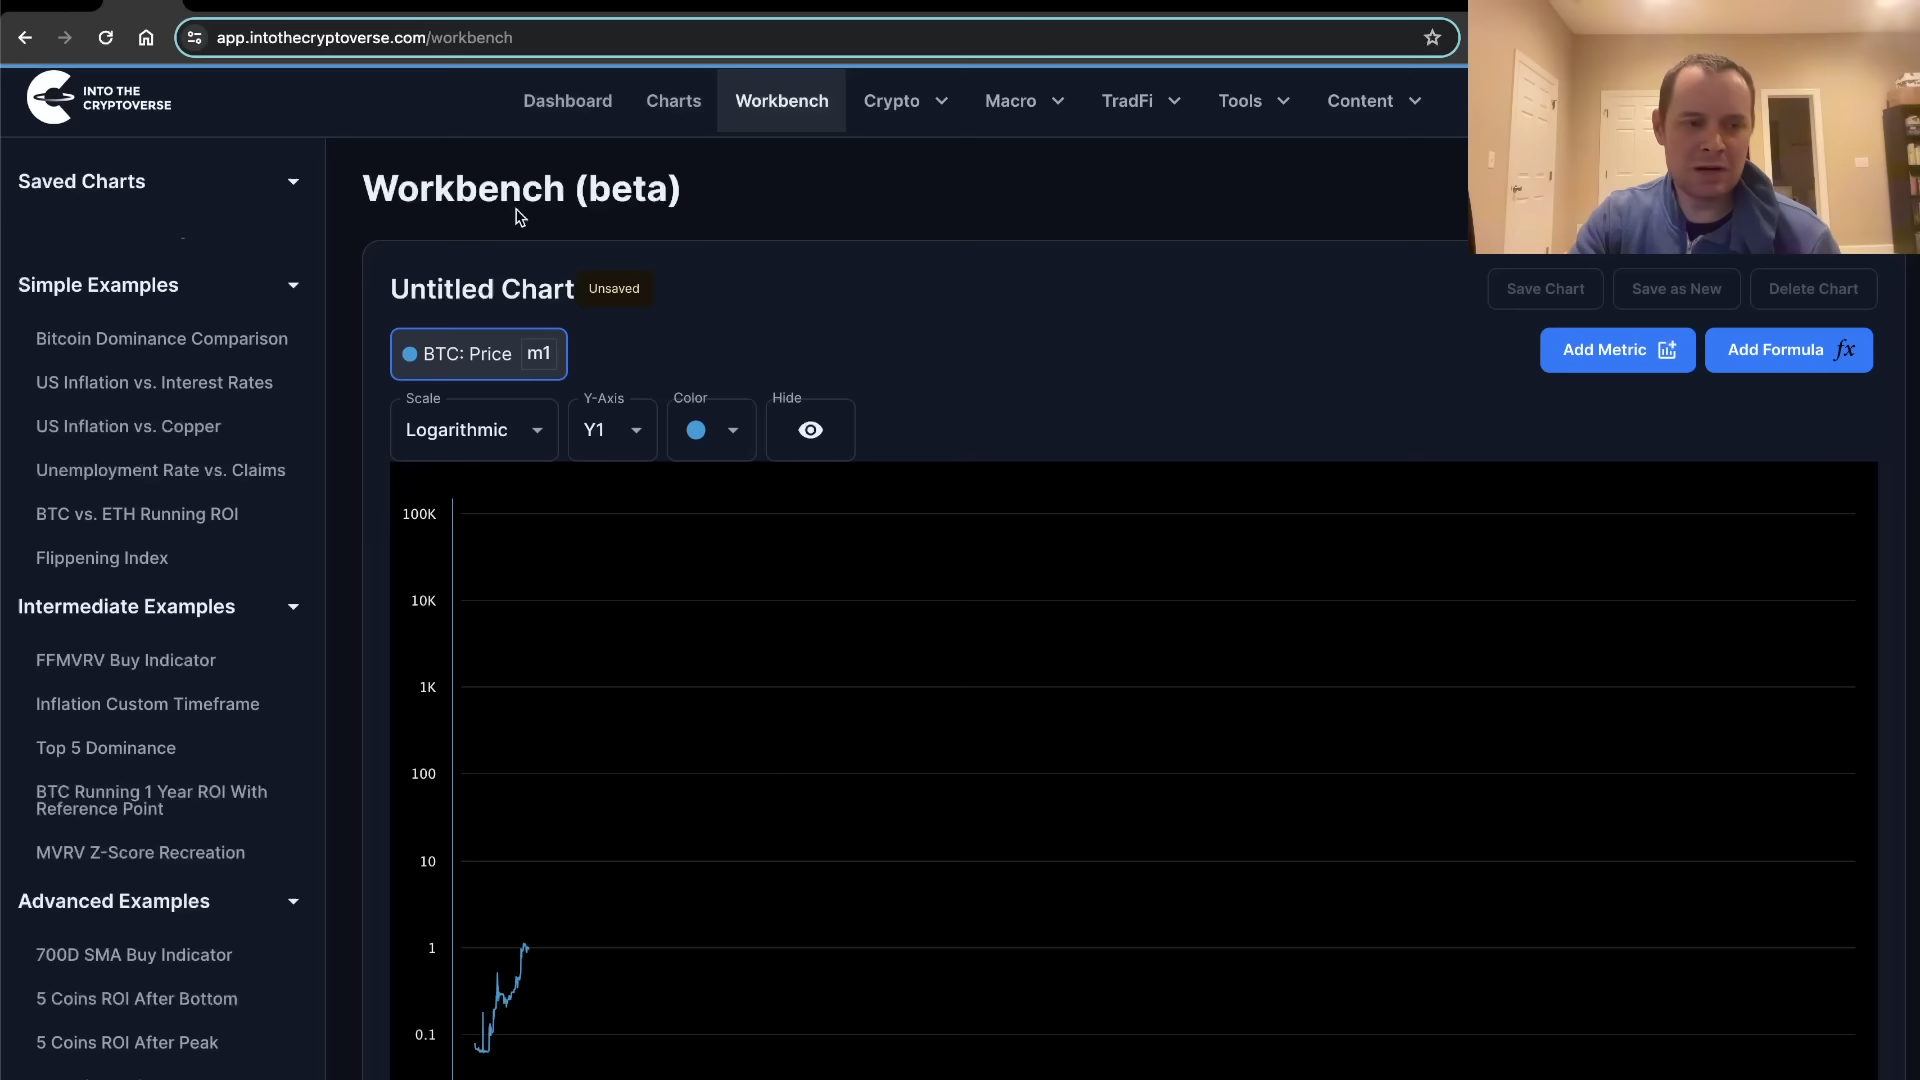 app.intothecryptoverse.com/workbench
INTO THE
CRYPTOVERSE
Dashboard
Charts
Workbench
Crypto
Macro
TradFi
Tools
Content
Saved Charts
Simple Examples
Bitcoin Dominance Comparison
US Inflation vs. Interest Rates
US Inflation vs. Copper
Unemployment Rate vs. Claims
BTC vs. ETH Running ROI
Flippening Index
Intermediate Examples
FFMVRV Buy Indicator
Inflation Custom Timeframe
Top 5 Dominance
BTC Running 1 Year ROI With
Reference Point
MVRV Z-Score Recreation
Advanced Examples
700D SMA Buy Indicator
5 Coins ROI After Bottom
5 Coins ROI After Peak
Workbench (beta)
Untitled Chart
Unsaved
Save Chart
Save as New
Delete Chart
BTC: Price m1
Add Metric
Add Formula fx
Scale
Logarithmic
Y-Axis
Y1
Color
Hide
100K
10K
1K
100
10
1
0.1